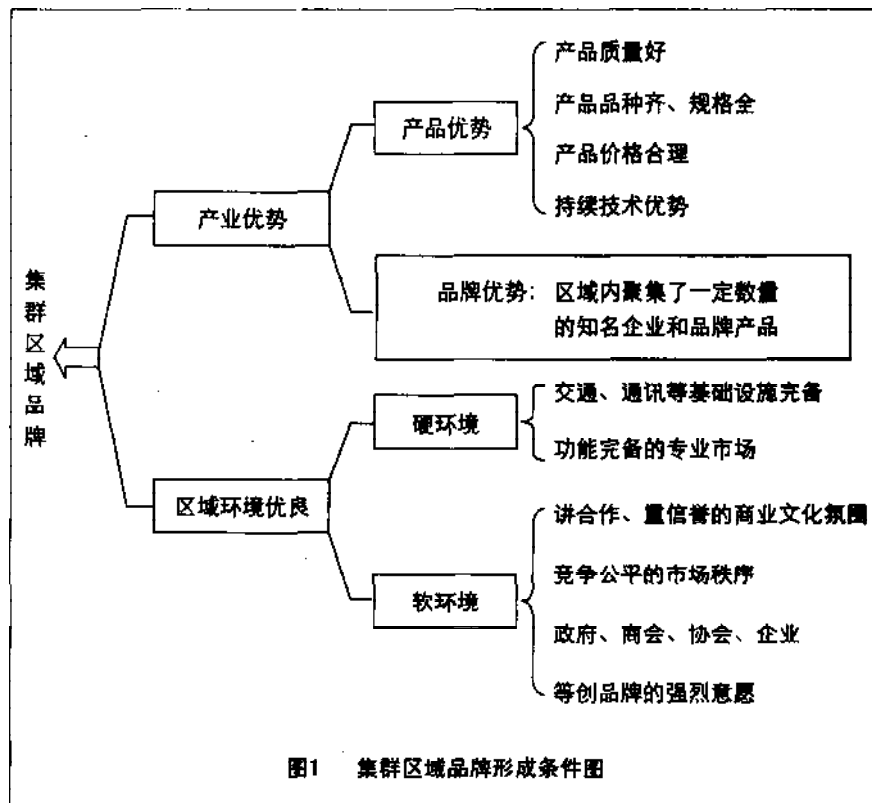 集群区域品牌
产业优势
产品优势
产品质量好
产品品种齐、规格全
产品价格合理
持续技术优势
品牌优势：区域内聚集了一定数量
的知名企业和品牌产品
区域环境优良
硬环境
交通、通讯等基础设施完备
功能完备的专业市场
软环境
讲合作、重信誉的商业文化氛围
竞争公平的市场秩序
政府、商会、协会、企业
等创品牌的强烈意愿
图1 集群区域品牌形成条件图